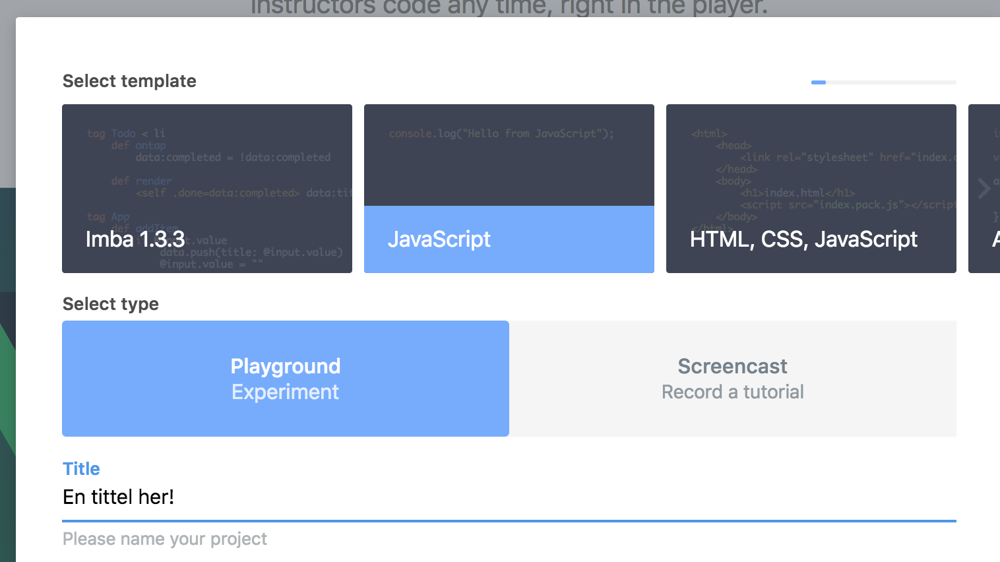 Instructors code any time, right in the player.
Select template
tag Todo < li
def ontap
data:completed = !data:completed
def render
<self .done=data:completed> data:tit
tag App
def addItem
.value
data.push(title: @input.value)
@input.value = ""
Imba 1.3.3
console.log("Hello from JavaScript");
JavaScript
<html>
<head>
<link rel="stylesheet" href="index.c
</head>
<body>
<h1>index.html</h1>
<script src="index.pack.js"></script
</body>
</html>
HTML, CSS, JavaScript
Select type
Playground
Experiment
Screencast
Record a tutorial
Title
En tittel her!
Please name your project